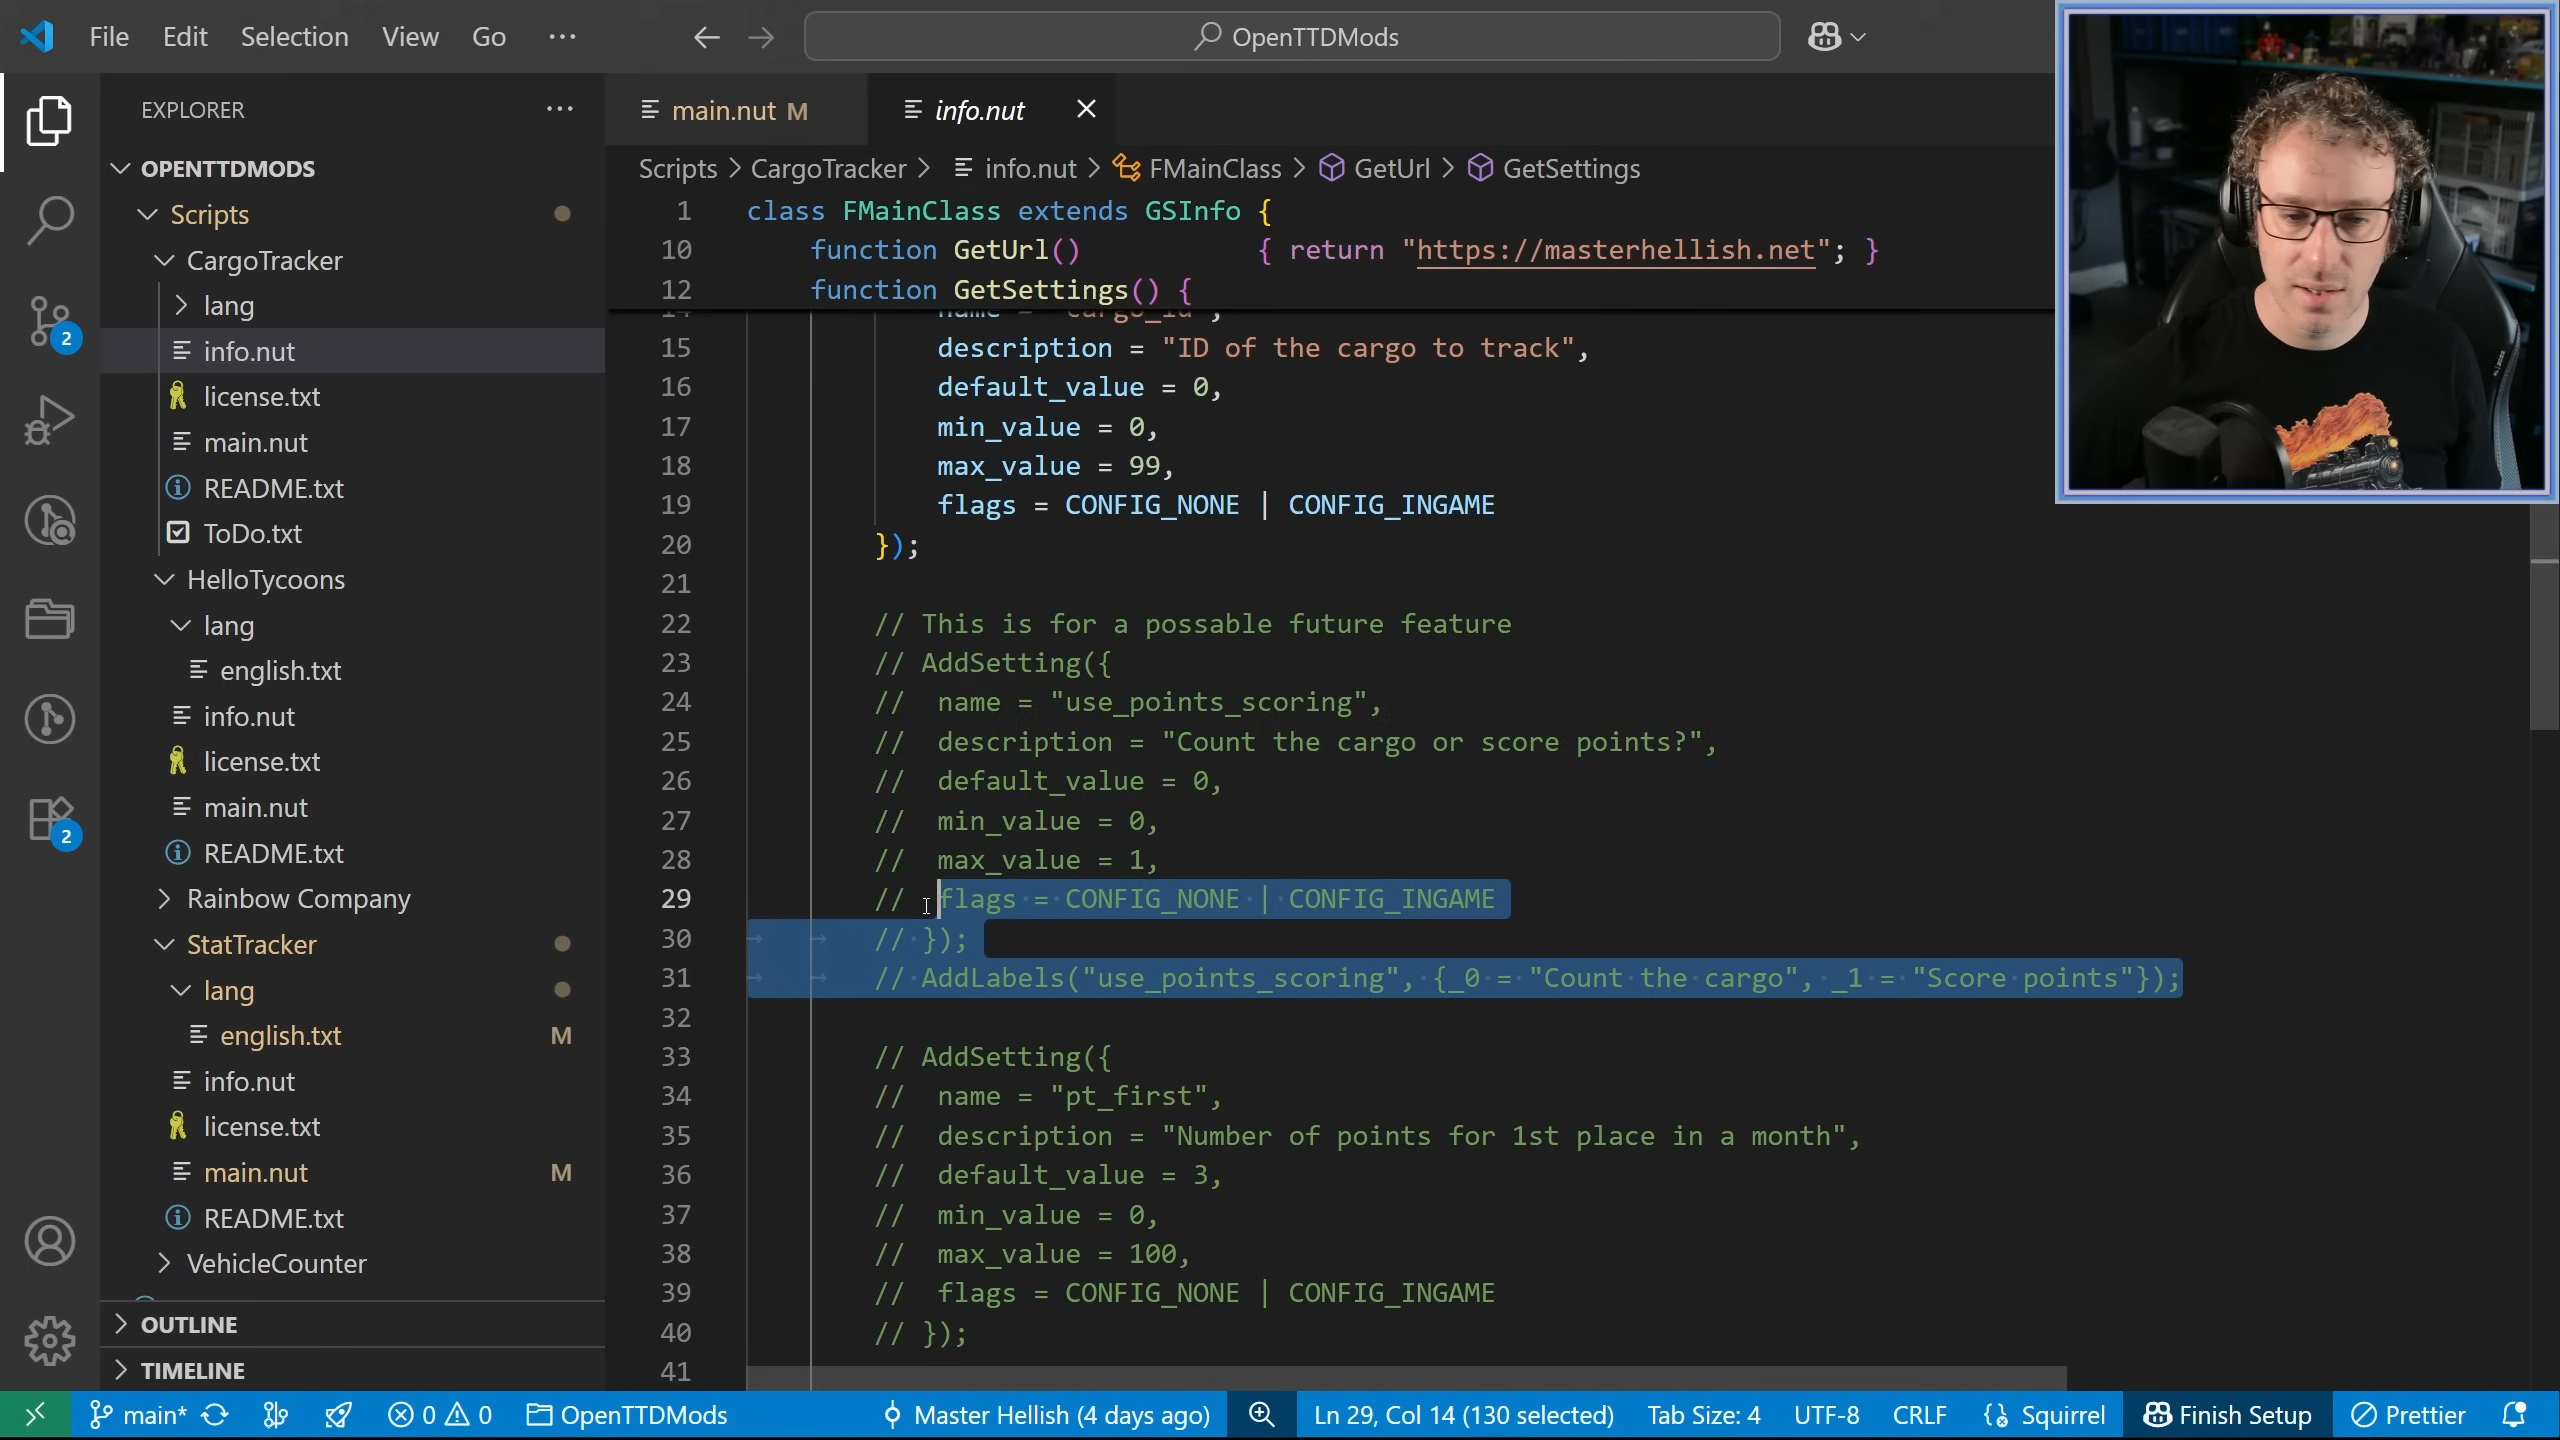 File Edit Selection View Go ···
OpenTTDMods
EXPLORER
OPENTTDMODS
Scripts
CargoTracker
lang
info.nut
license.txt
main.nut
README.txt
ToDo.txt
HelloTycoons
lang
english.txt
info.nut
license.txt
main.nut
README.txt
Rainbow Company
StatTracker
lang
english.txt M
info.nut
license.txt
main.nut M
README.txt
VehicleCounter
OUTLINE
TIMELINE
2
2
main.nut M
info.nut
Scripts > CargoTracker > info.nut > FMainClass > GetUrl > GetSettings
1 class FMainClass extends GSInfo {
10 function GetUrl() { return "https://masterhellish.net"; }
12 function GetSettings() {
14 name = "cargo_id",
15 description = "ID of the cargo to track",
16 default_value = 0,
17 min_value = 0,
18 max_value = 99,
19 flags = CONFIG_NONE | CONFIG_INGAME
20 });
21
22 // This is for a possable future feature
23 // AddSetting({
24 // name = "use_points_scoring",
25 // description = "Count the cargo or score points?",
26 // default_value = 0,
27 // min_value = 0,
28 // max_value = 1,
29 // flags = CONFIG_NONE | CONFIG_INGAME
30 // });
31 // AddLabels("use_points_scoring", {_0 = "Count the cargo", _1 = "Score points"});
32
33 // AddSetting({
34 // name = "pt_first",
35 // description = "Number of points for 1st place in a month",
36 // default_value = 3,
37 // min_value = 0,
38 // max_value = 100,
39 // flags = CONFIG_NONE | CONFIG_INGAME
40 // });
41
main* 0 0 OpenTTDMods Master Hellish (4 days ago) Ln 29, Col 14 (130 selected) Tab Size: 4 UTF-8 CRLF Squirrel Finish Setup Prettier